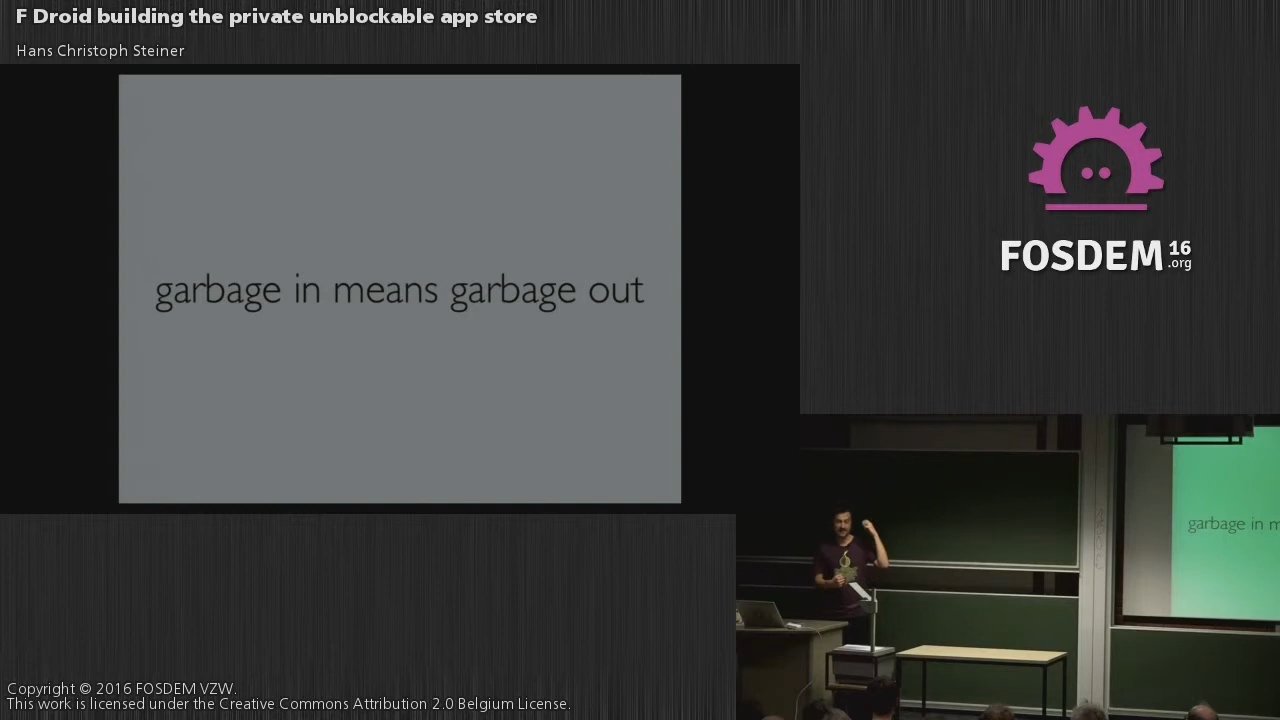 F Droid building the private unblockable app store
Hans Christoph Steiner
garbage in means garbage out
FOSDEM 16
.org
garbage in m
Copyright © 2016 FOSDEM VZW.
This work is licensed under the Creative Commons Attribution 2.0 Belgium License.